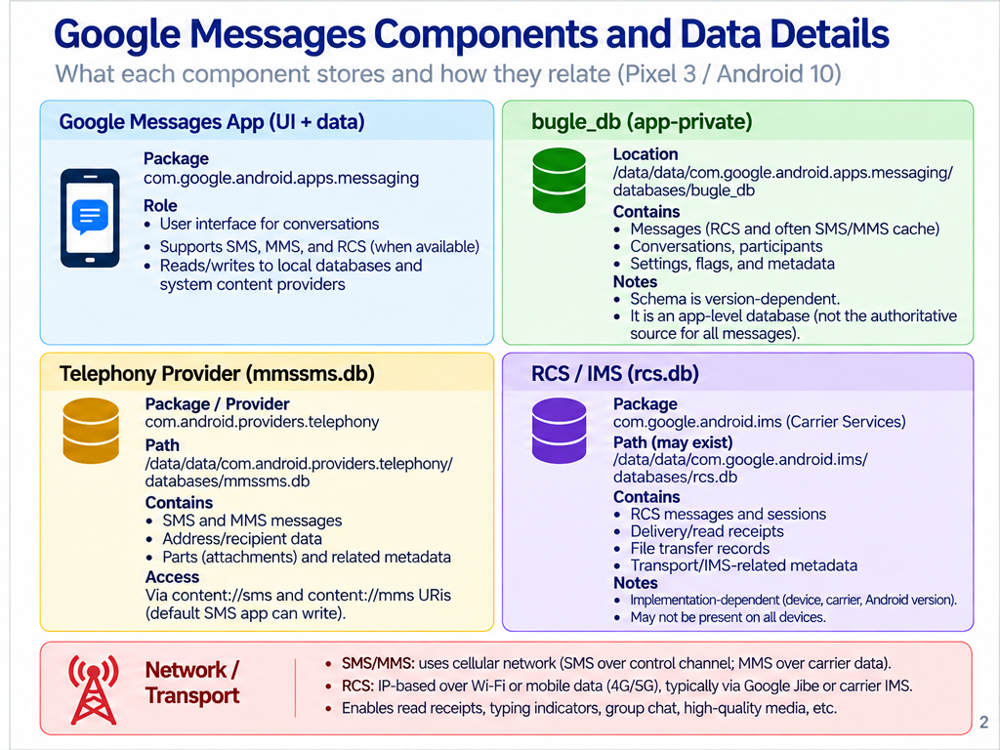 Google Messages Components and Data Details
What each component stores and how they relate (Pixel 3 / Android 10)
Google Messages App (UI + data)
Package
com.google.android.apps.messaging
Role
• User interface for conversations
• Supports SMS, MMS, and RCS (when available)
• Reads/writes to local databases and
system content providers
bugle_db (app-private)
Location
/data/data/com.google.android.apps.messaging/
databases/bugle_db
Contains
• Messages (RCS and often SMS/MMS cache)
• Conversations, participants
• Settings, flags, and metadata
Notes
• Schema is version-dependent.
• It is an app-level database (not the authoritative
source for all messages).
Telephony Provider (mmssms.db)
Package / Provider
com.android.providers.telephony
Path
/data/data/com.android.providers.telephony/
databases/mmssms.db
Contains
• SMS and MMS messages
• Address/recipient data
• Parts (attachments) and related metadata
Access
Via content://sms and content://mms URIs
(default SMS app can write).
RCS / IMS (rcs.db)
Package
com.google.android.ims (Carrier Services)
Path (may exist)
/data/data/com.google.android.ims/
databases/rcs.db
Contains
• RCS messages and sessions
• Delivery/read receipts
• File transfer records
• Transport/IMS-related metadata
Notes
• Implementation-dependent (device, carrier, Android version).
• May not be present on all devices.
Network /
Transport
• SMS/MMS: uses cellular network (SMS over control channel; MMS over carrier data).
• RCS: IP-based over Wi-Fi or mobile data (4G/5G), typically via Google Jibe or carrier IMS.
• Enables read receipts, typing indicators, group chat, high-quality media, etc.
2